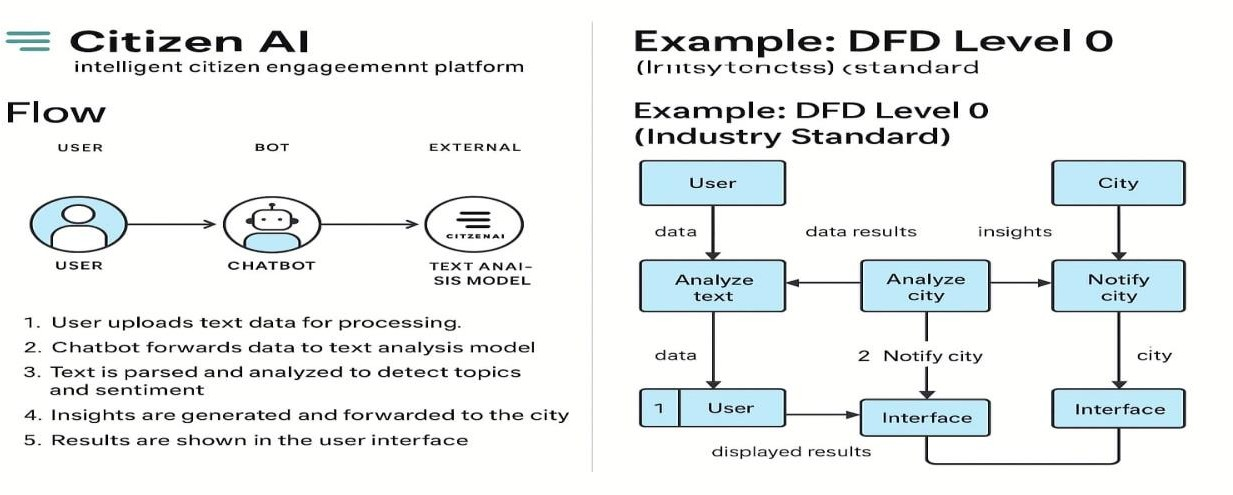 Citizen AI
intelligent citizen engageemennt platform
Flow
USER
BOT
EXTERNAL
CITZENAI
USER
CHATBOT
TEXT ANAI-
SIS MODEL
1. User uploads text data for processing.
2. Chatbot forwards data to text analysis model
3. Text is parsed and analyzed to detect topics
and sentiment
4. Insights are generated and forwarded to the city
5. Results are shown in the user interface
Example: DFD Level 0
standard
Example: DFD Level 0
(Industry Standard)
User
City
data
data results
insights
Analyze
text
Analyze
city
Notify
city
data
2 Notify city
city
1
User
Interface
Interface
displayed results